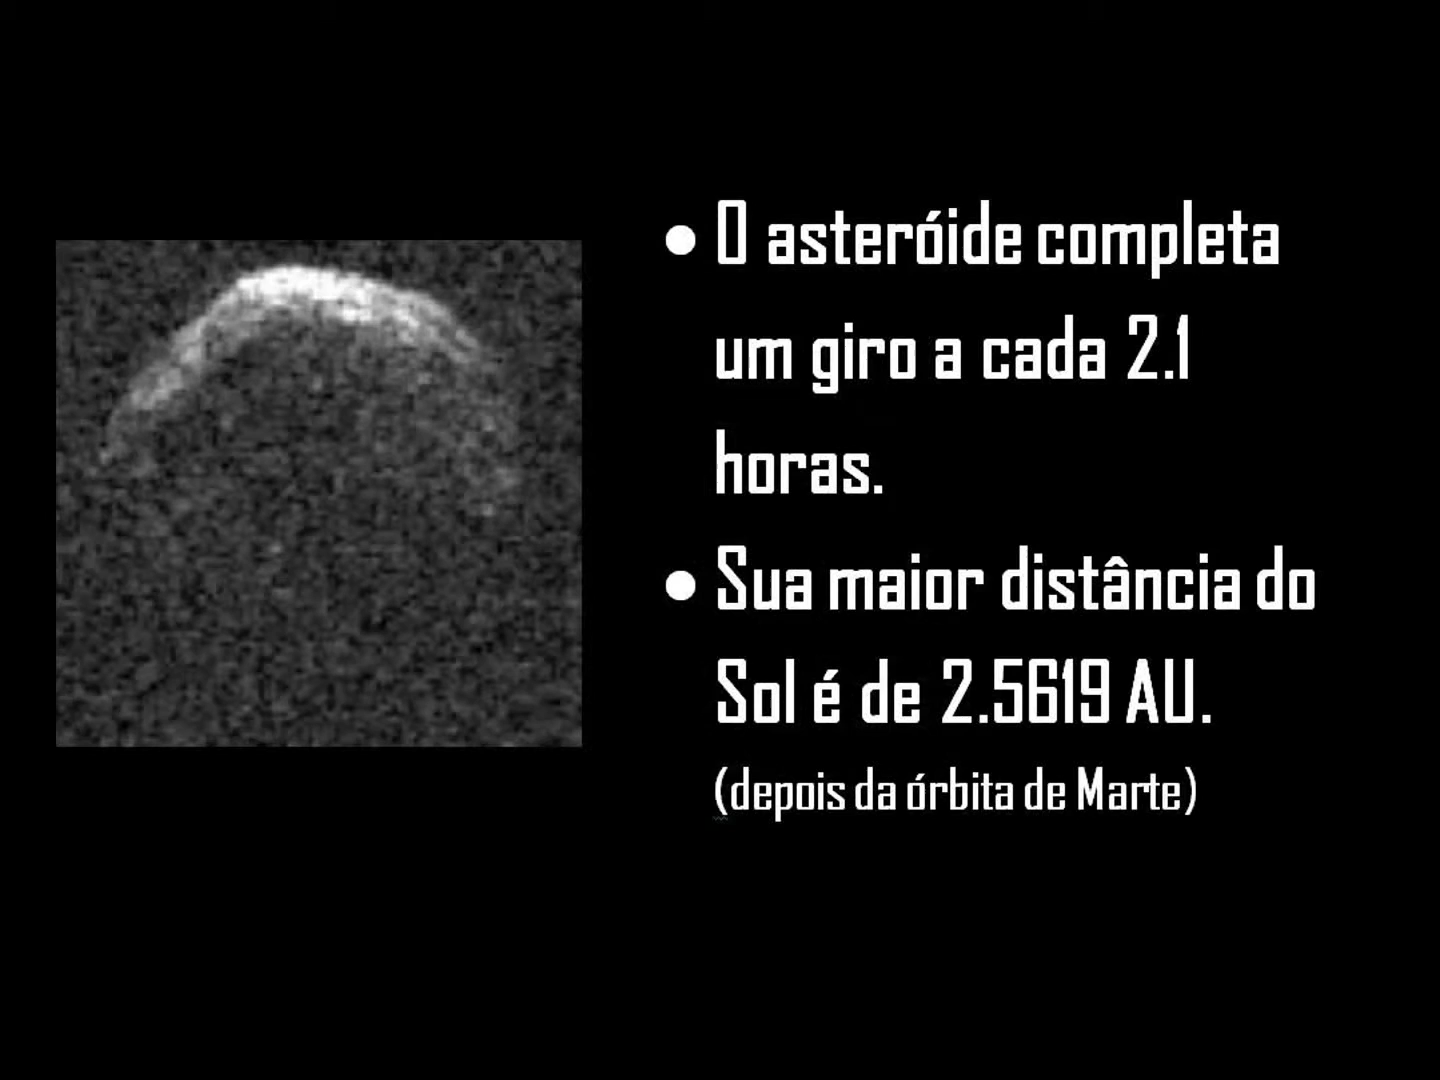 • O asteróide completa
um giro a cada 2.1
horas.
• Sua maior distância do
Sol é de 2.5619 AU.
(depois da órbita de Marte)